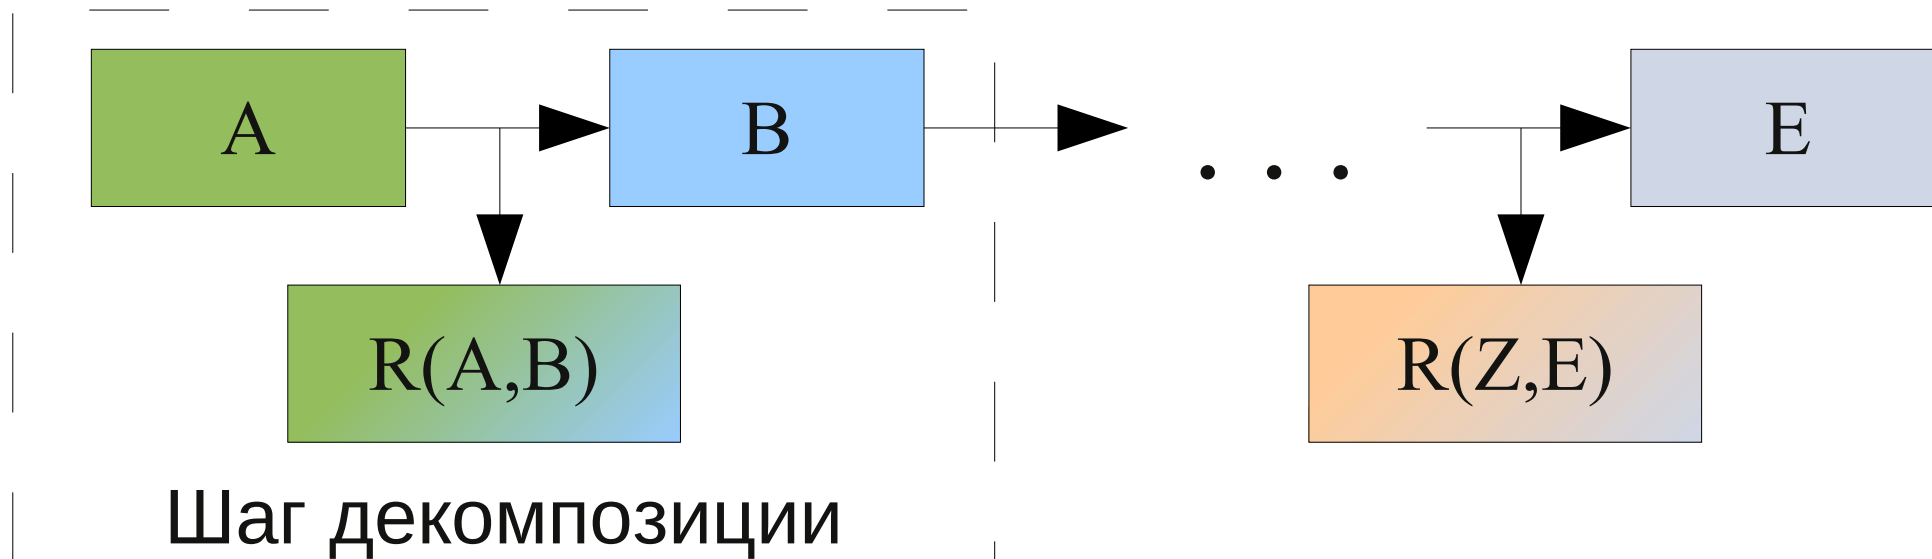 A B . . . E
R(A,B) R(Z,E)
Шаг декомпозиции